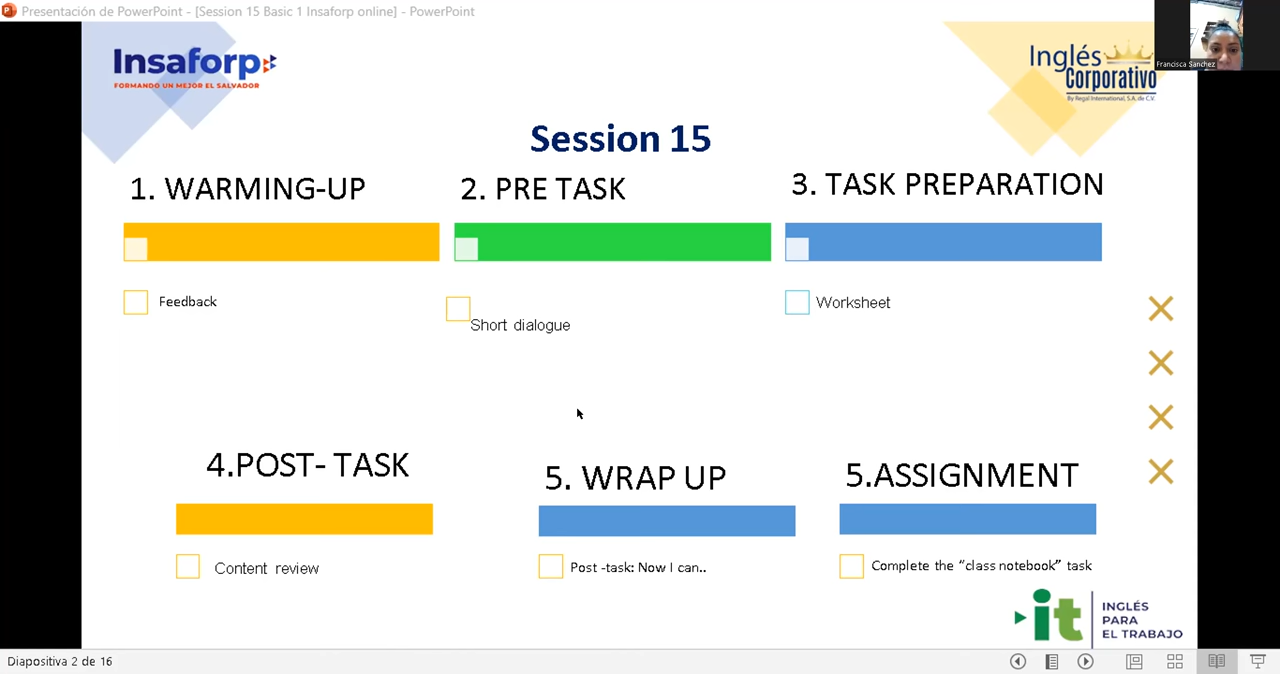 Presentación de PowerPoint - [Session 15 Basic 1 Insaforp online] - PowerPoint
Francisca Sanchez
Insaforp
FORMANDO UN MEJOR EL SALVADOR
Inglés
Corporativo
By Regal International, S.A. de C.V.
Session 15
1. WARMING-UP
2. PRE TASK
3. TASK PREPARATION
Feedback
Short dialogue
Worksheet
4.POST- TASK
5. WRAP UP
5.ASSIGNMENT
Content review
Post -task: Now I can..
Complete the “class notebook” task
it
INGLÉS
PARA
EL TRABAJO
Diapositiva 2 de 16